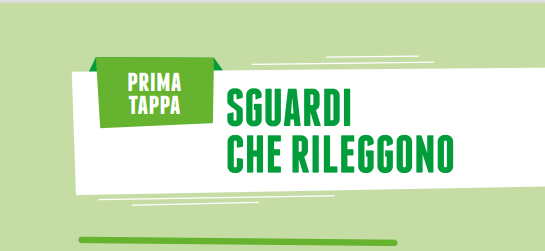 PRIMA
TAPPA
SGUARDI
CHE RILEGGONO